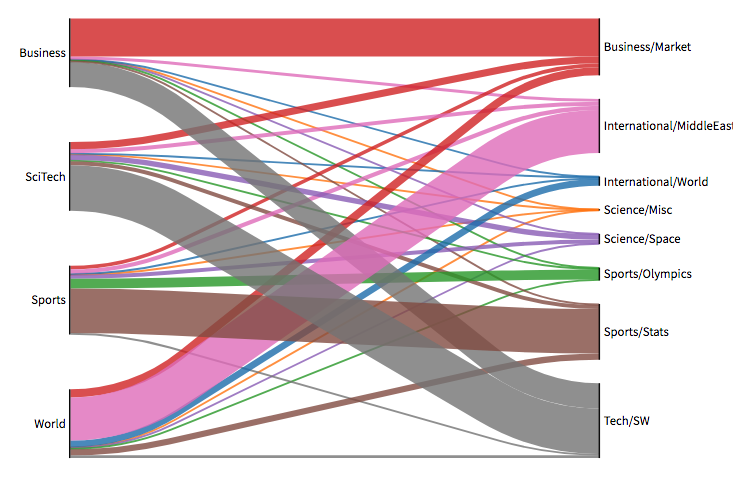 Business
SciTech
Sports
World
Business/Market
International/MiddleEast
International/World
Science/Misc
Science/Space
Sports/Olympics
Sports/Stats
Tech/SW